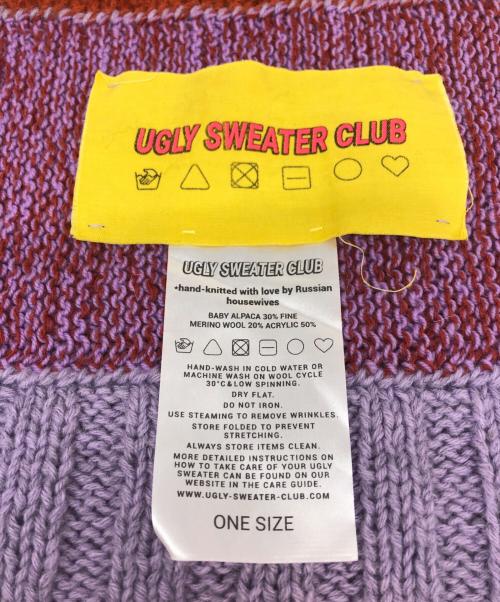 UGLY SWEATER CLUB
UGLY SWEATER CLUB
•hand-knitted with love by Russian
housewives
BABY ALPACA 30% FINE
MERINO WOOL 20% ACRYLIC 50%
HAND-WASH IN COLD WATER OR
MACHINE WASH ON WOOL CYCLE
30°C&LOW SPINNING.
DRY FLAT.
DO NOT IRON.
USE STEAMING TO REMOVE WRINKLES.
STORE FOLDED TO PREVENT
STRETCHING.
ALWAYS STORE ITEMS CLEAN.
MORE DETAILED INSTRUCTIONS ON
HOW TO TAKE CARE OF YOUR UGLY
SWEATER CAN BE FOUND ON OUR
WEBSITE IN THE CARE GUIDE.
WWW.UGLY-SWEATER-CLUB.COM
ONE SIZE